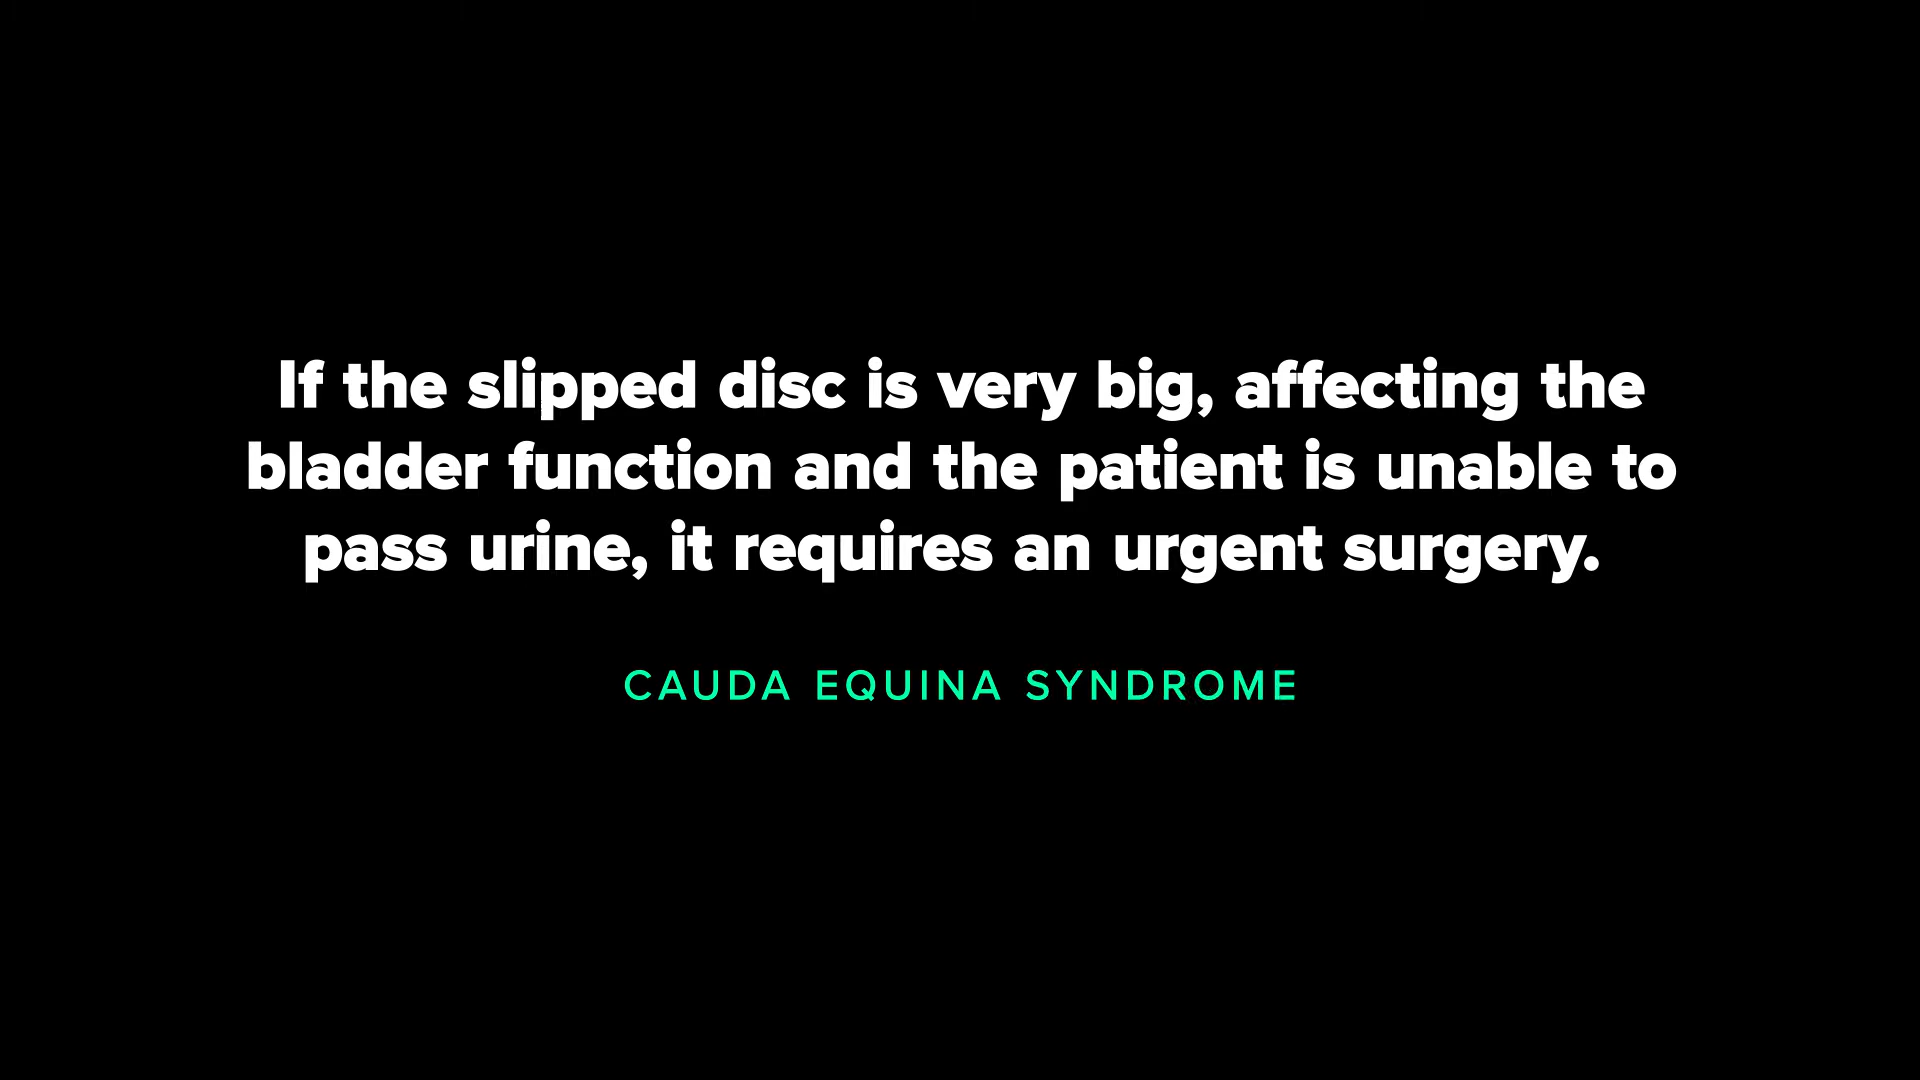 If the slipped disc is very big, affecting the
bladder function and the patient is unable to
pass urine, it requires an urgent surgery.
CAUDA EQUINA SYNDROME